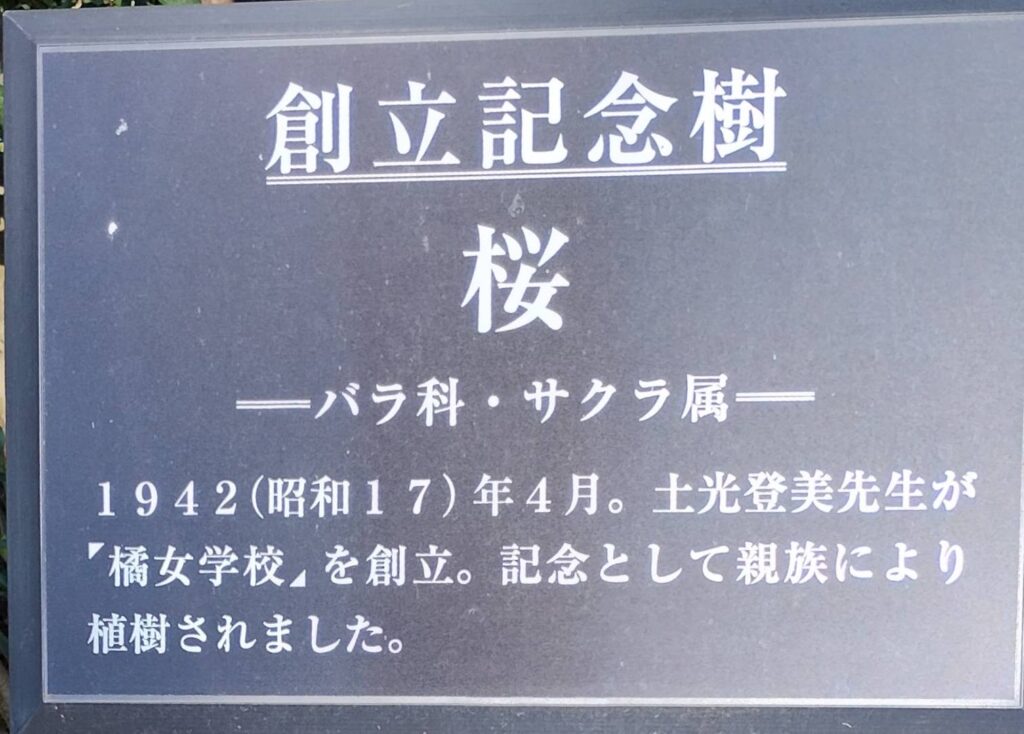 創立記念樹
桜
━バラ科・サクラ属━
1942(昭和17)年4月。土光登美先生が
「橘女学校」を創立。記念として親族により
植樹されました。